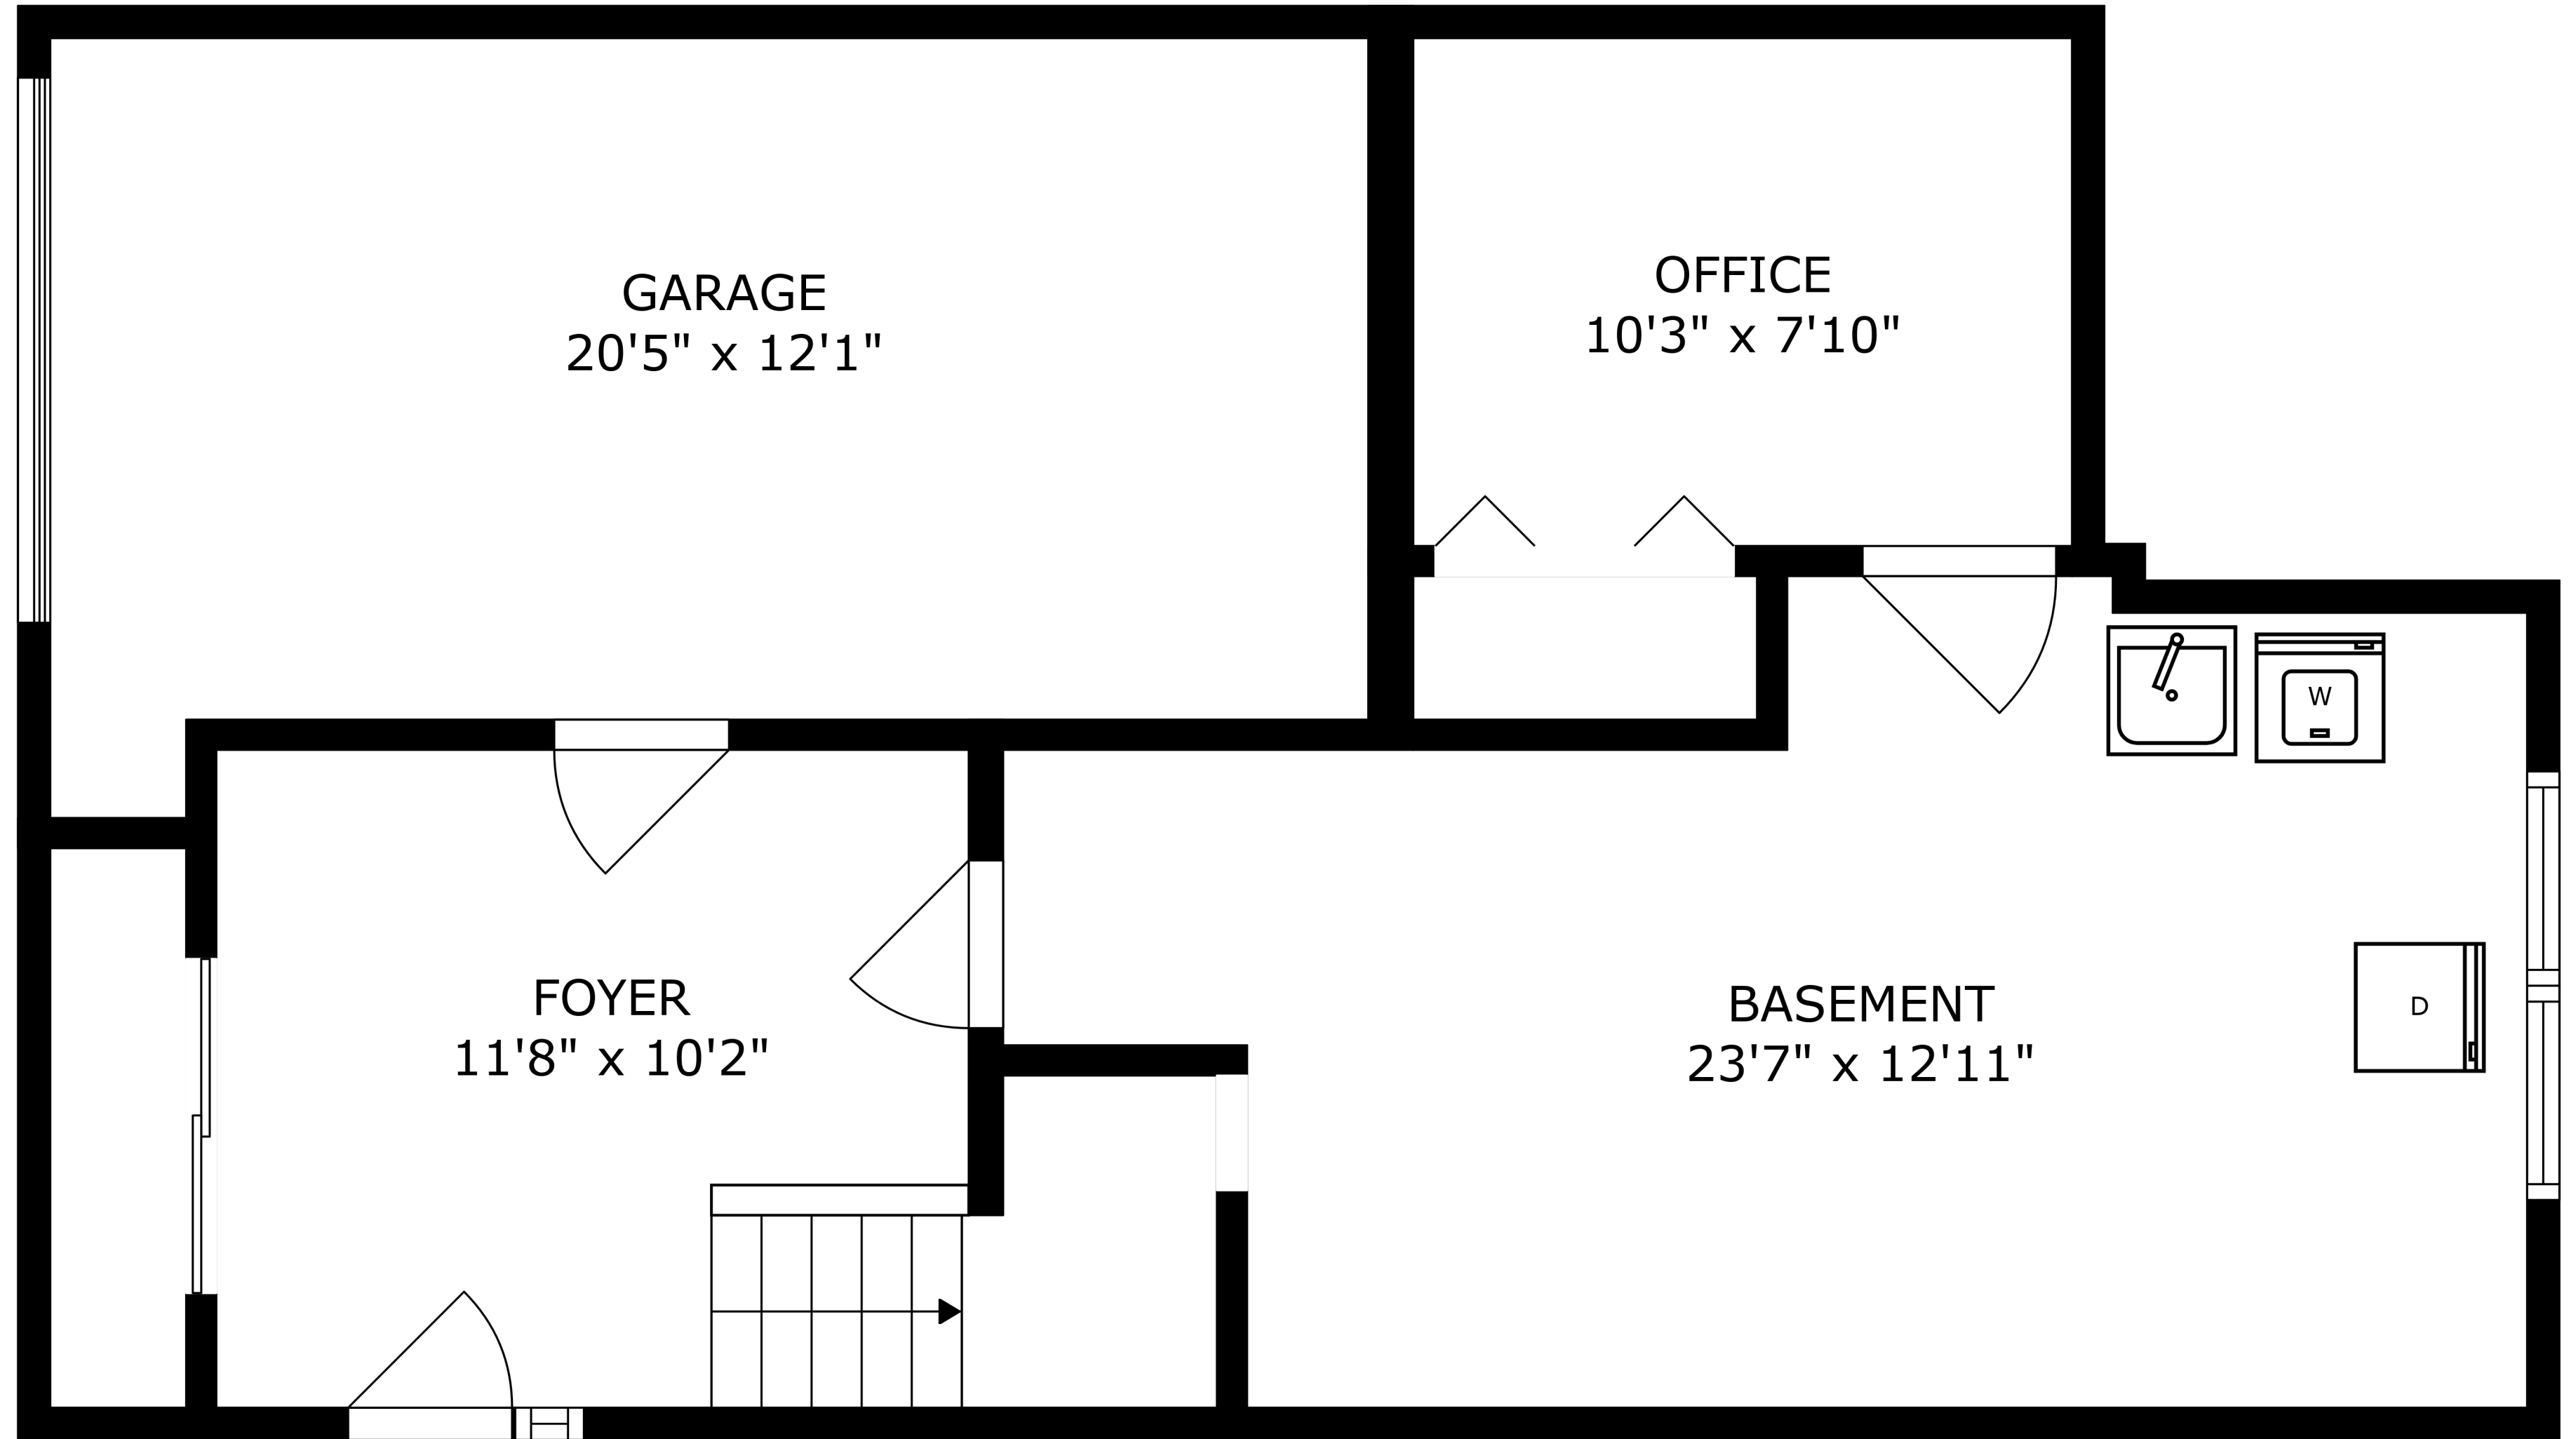 GARAGE
20'5" x 12'1"
OFFICE
10'3" x 7'10"
W
FOYER
11'8" x 10'2"
BASEMENT
23'7" x 12'11"
D